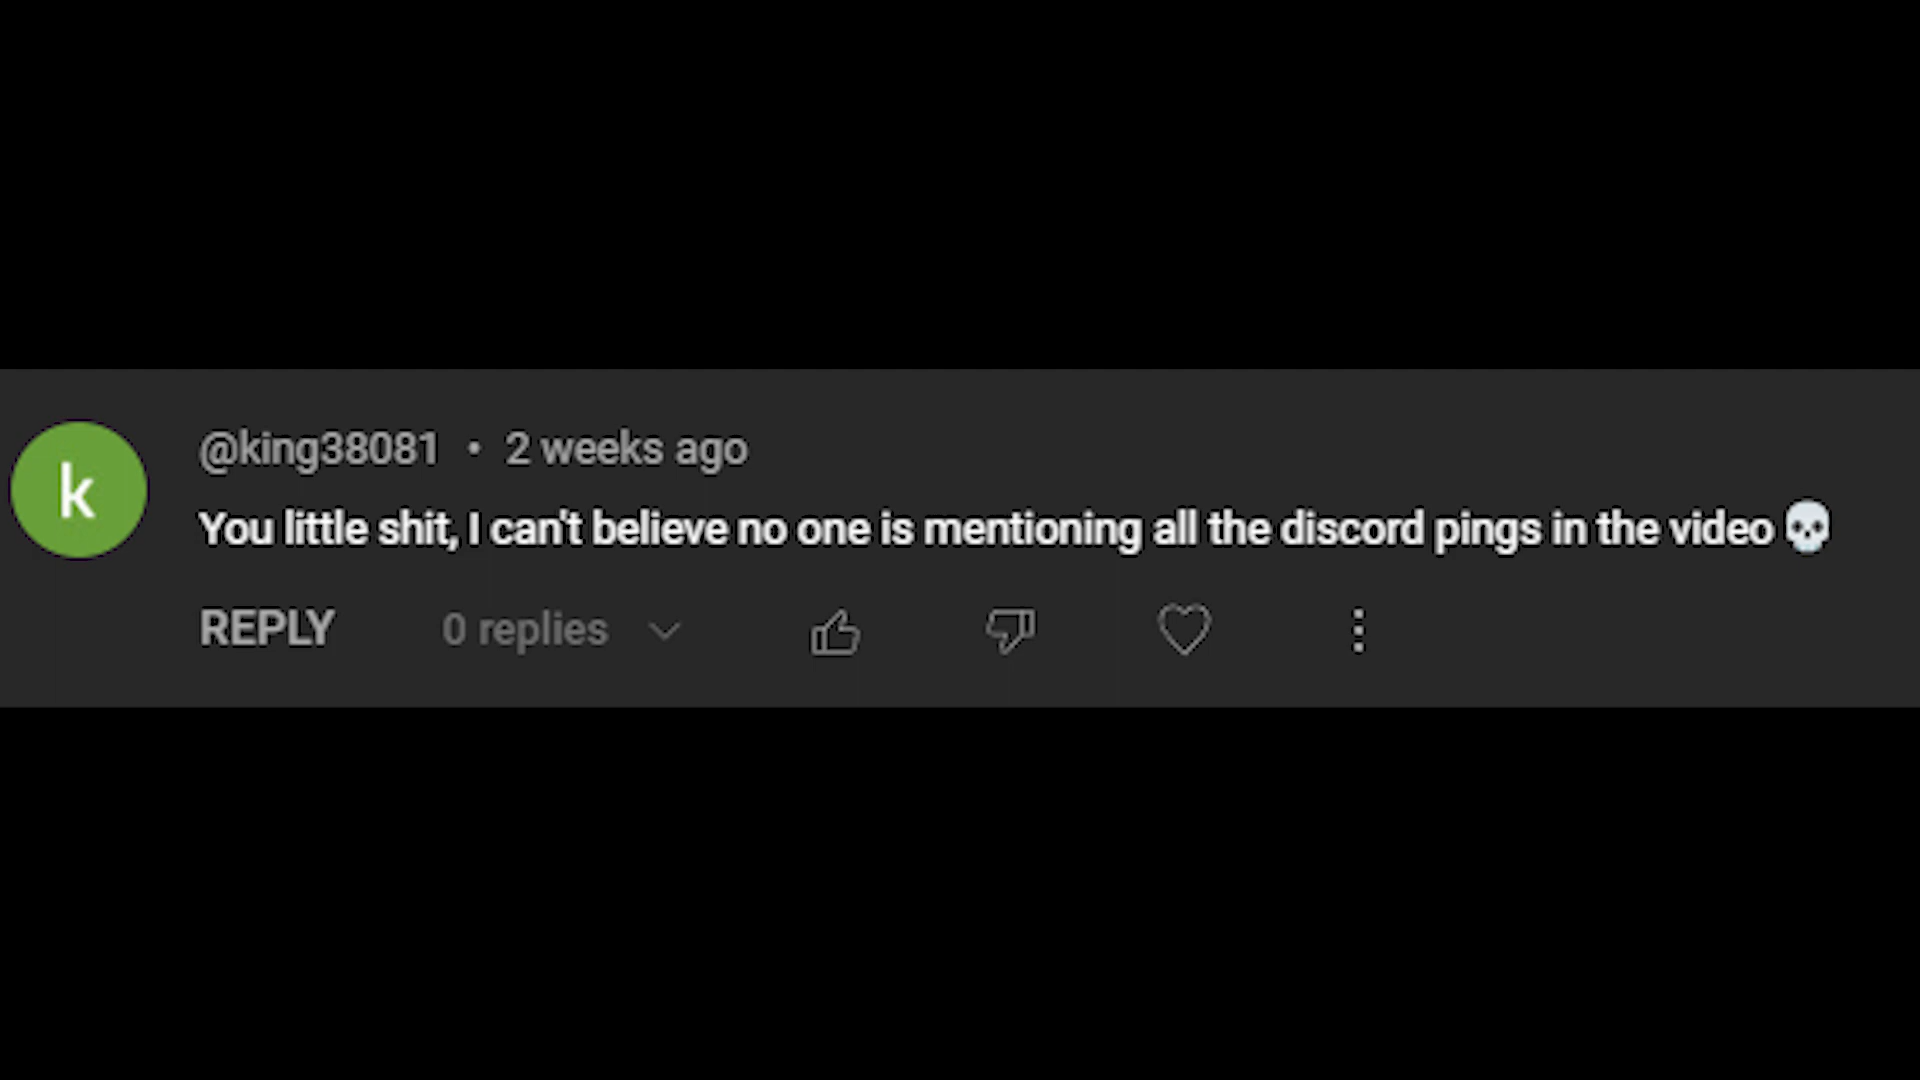 k
@king38081 • 2 weeks ago
You little shit, I can't believe no one is mentioning all the discord pings in the video 💀
REPLY 0 replies